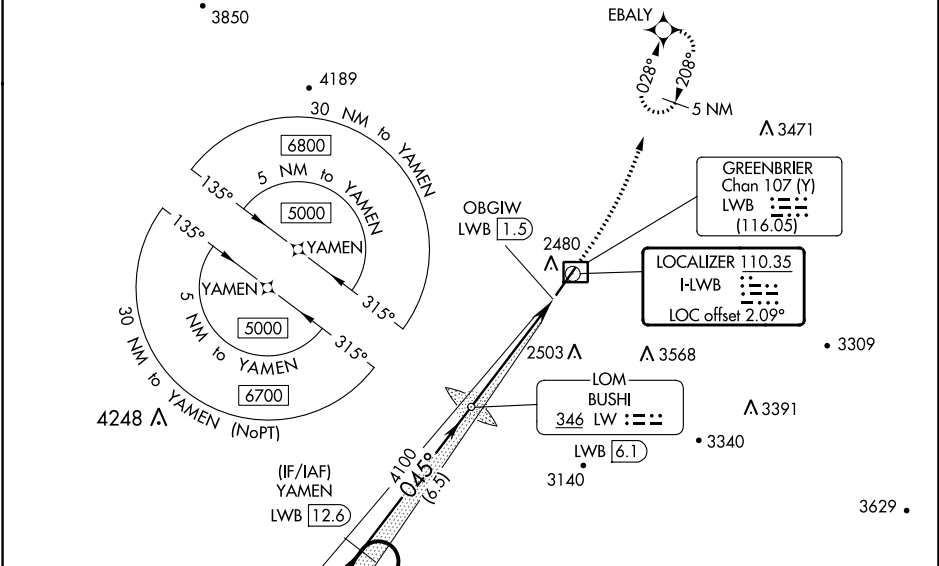 3850
EBALY
028°
208°
5 NM
4189
30 NM to YAMEN
6800
3471
135°
5 NM to YAMEN
5000
GREENBRIER
Chan 107 (Y)
LWB
(116.05)
OBGIW
LWB 1.5
135°
YAMEN
2480
LOCALIZER 110.35
I-LWB
LOC offset 2.09°
YAMEN
315°
5000
5 NM to YAMEN
315°
2503
3568
3309
6700
30 NM to YAMEN (NoPT)
4248
LOM
BUSHI
346 LW
3391
LWB 6.1
3340
3140
4100
045°
(6.5)
(IF/IAF)
YAMEN
LWB 12.6
3629